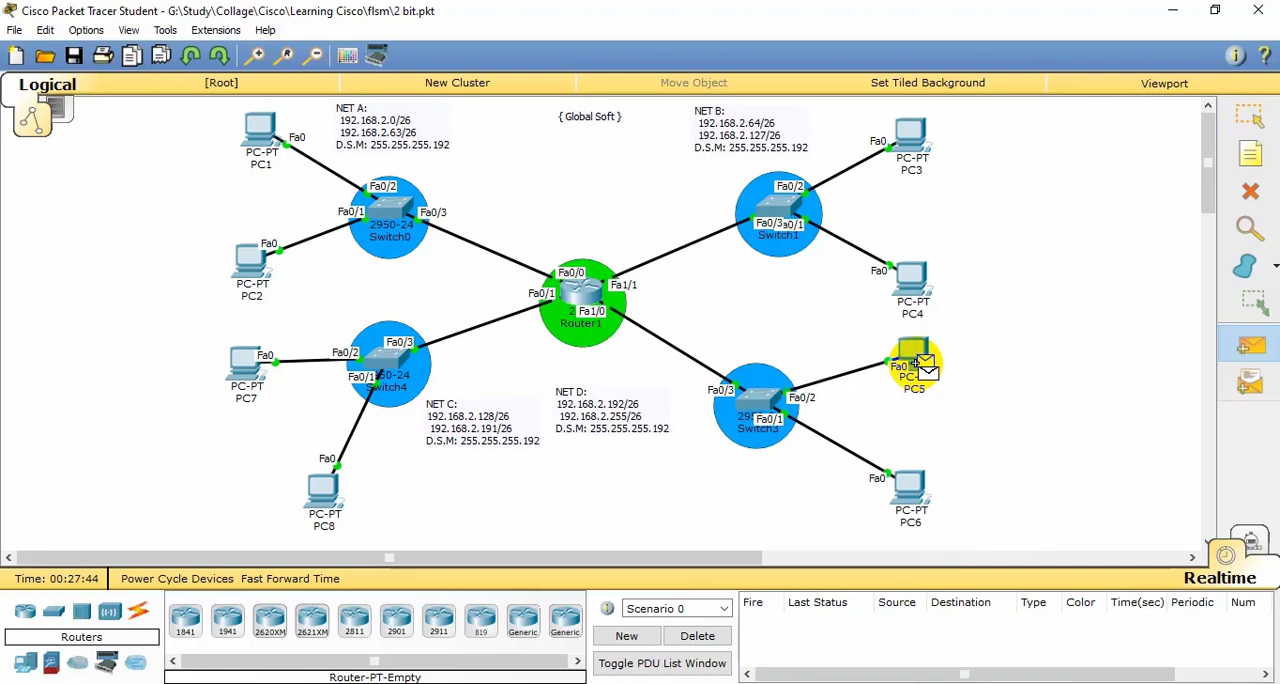 Cisco Packet Tracer Student - G:\Study\Collage\Cisco\Learning Cisco\flsm\2 bit.pkt
File Edit Options View Tools Extensions Help
Logical
[Root]
New Cluster
Move Object
Set Tiled Background
Viewport
NET A:
192.168.2.0/26
192.168.2.63/26
D.S.M: 255.255.255.192
{ Global Soft }
NET B:
192.168.2.64/26
192.168.2.127/26
D.S.M: 255.255.255.192
Fa0
PC-PT
PC1
Fa0/2
Fa0/1
Fa0/3
2950-24
Switch0
Fa0
PC-PT
PC2
Fa0
PC-PT
PC3
Fa0/2
Fa0/3
Switch1
Fa0
PC-PT
PC4
Fa0/0
Fa0/1
Fa1/1
Fa1/0
Router1
Fa0
PC-PT
PC7
Fa0/2
Fa0/3
Fa0/1
Switch4
Fa0
PC-PT
PC8
NET C:
192.168.2.128/26
192.168.2.191/26
D.S.M: 255.255.255.192
NET D:
192.168.2.192/26
192.168.2.255/26
D.S.M: 255.255.255.192
Fa0/3
Fa0/2
Fa0/1
Switch3
Fa0
PC5
Fa0
PC-PT
PC6
Time: 00:27:44
Power Cycle Devices Fast Forward Time
Realtime
Routers
1841
1941
2620XM
2621XM
2811
2901
2911
819
Generic
Generic
Router-PT-Empty
Scenario 0
New
Delete
Toggle PDU List Window
Fire Last Status Source Destination Type Color Time(sec) Periodic Num